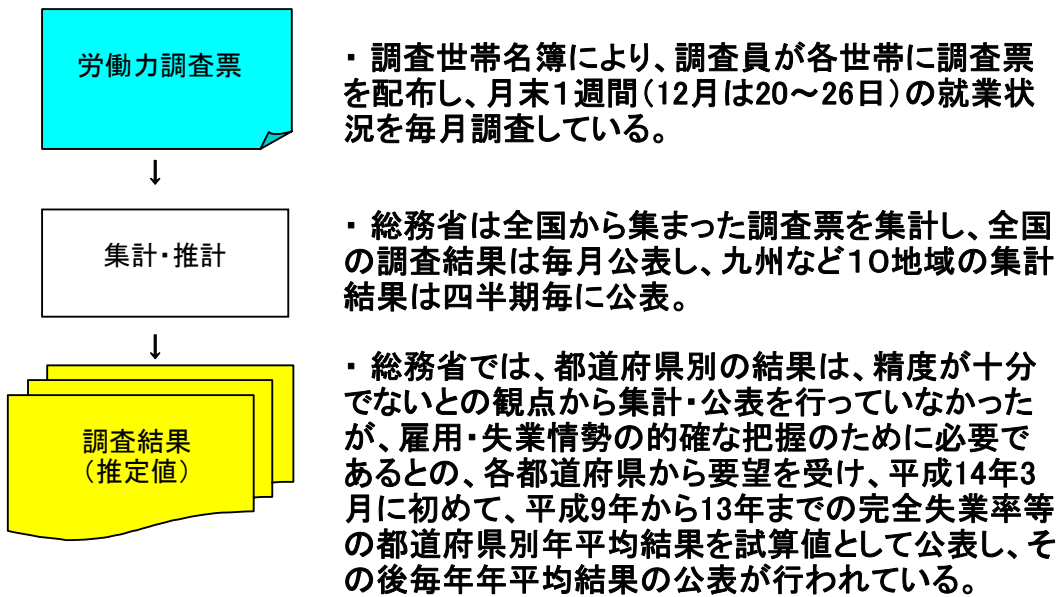 労働力調査票
・ 調査世帯名簿により、調査員が各世帯に調査票
を配布し、月末１週間（12月は20～26日）の就業状
況を毎月調査している。
↓
集計・推計
・ 総務省は全国から集まった調査票を集計し、全国
の調査結果は毎月公表し、九州など１０地域の集計
結果は四半期毎に公表。
↓
調査結果
（推定値）
・ 総務省では、都道府県別の結果は、精度が十分
でないとの観点から集計・公表を行っていなかった
が、雇用・失業情勢の的確な把握のために必要で
あるとの、各都道府県から要望を受け、平成14年3
月に初めて、平成9年から13年までの完全失業率等
の都道府県別年平均結果を試算値として公表し、そ
の後毎年年平均結果の公表が行われている。